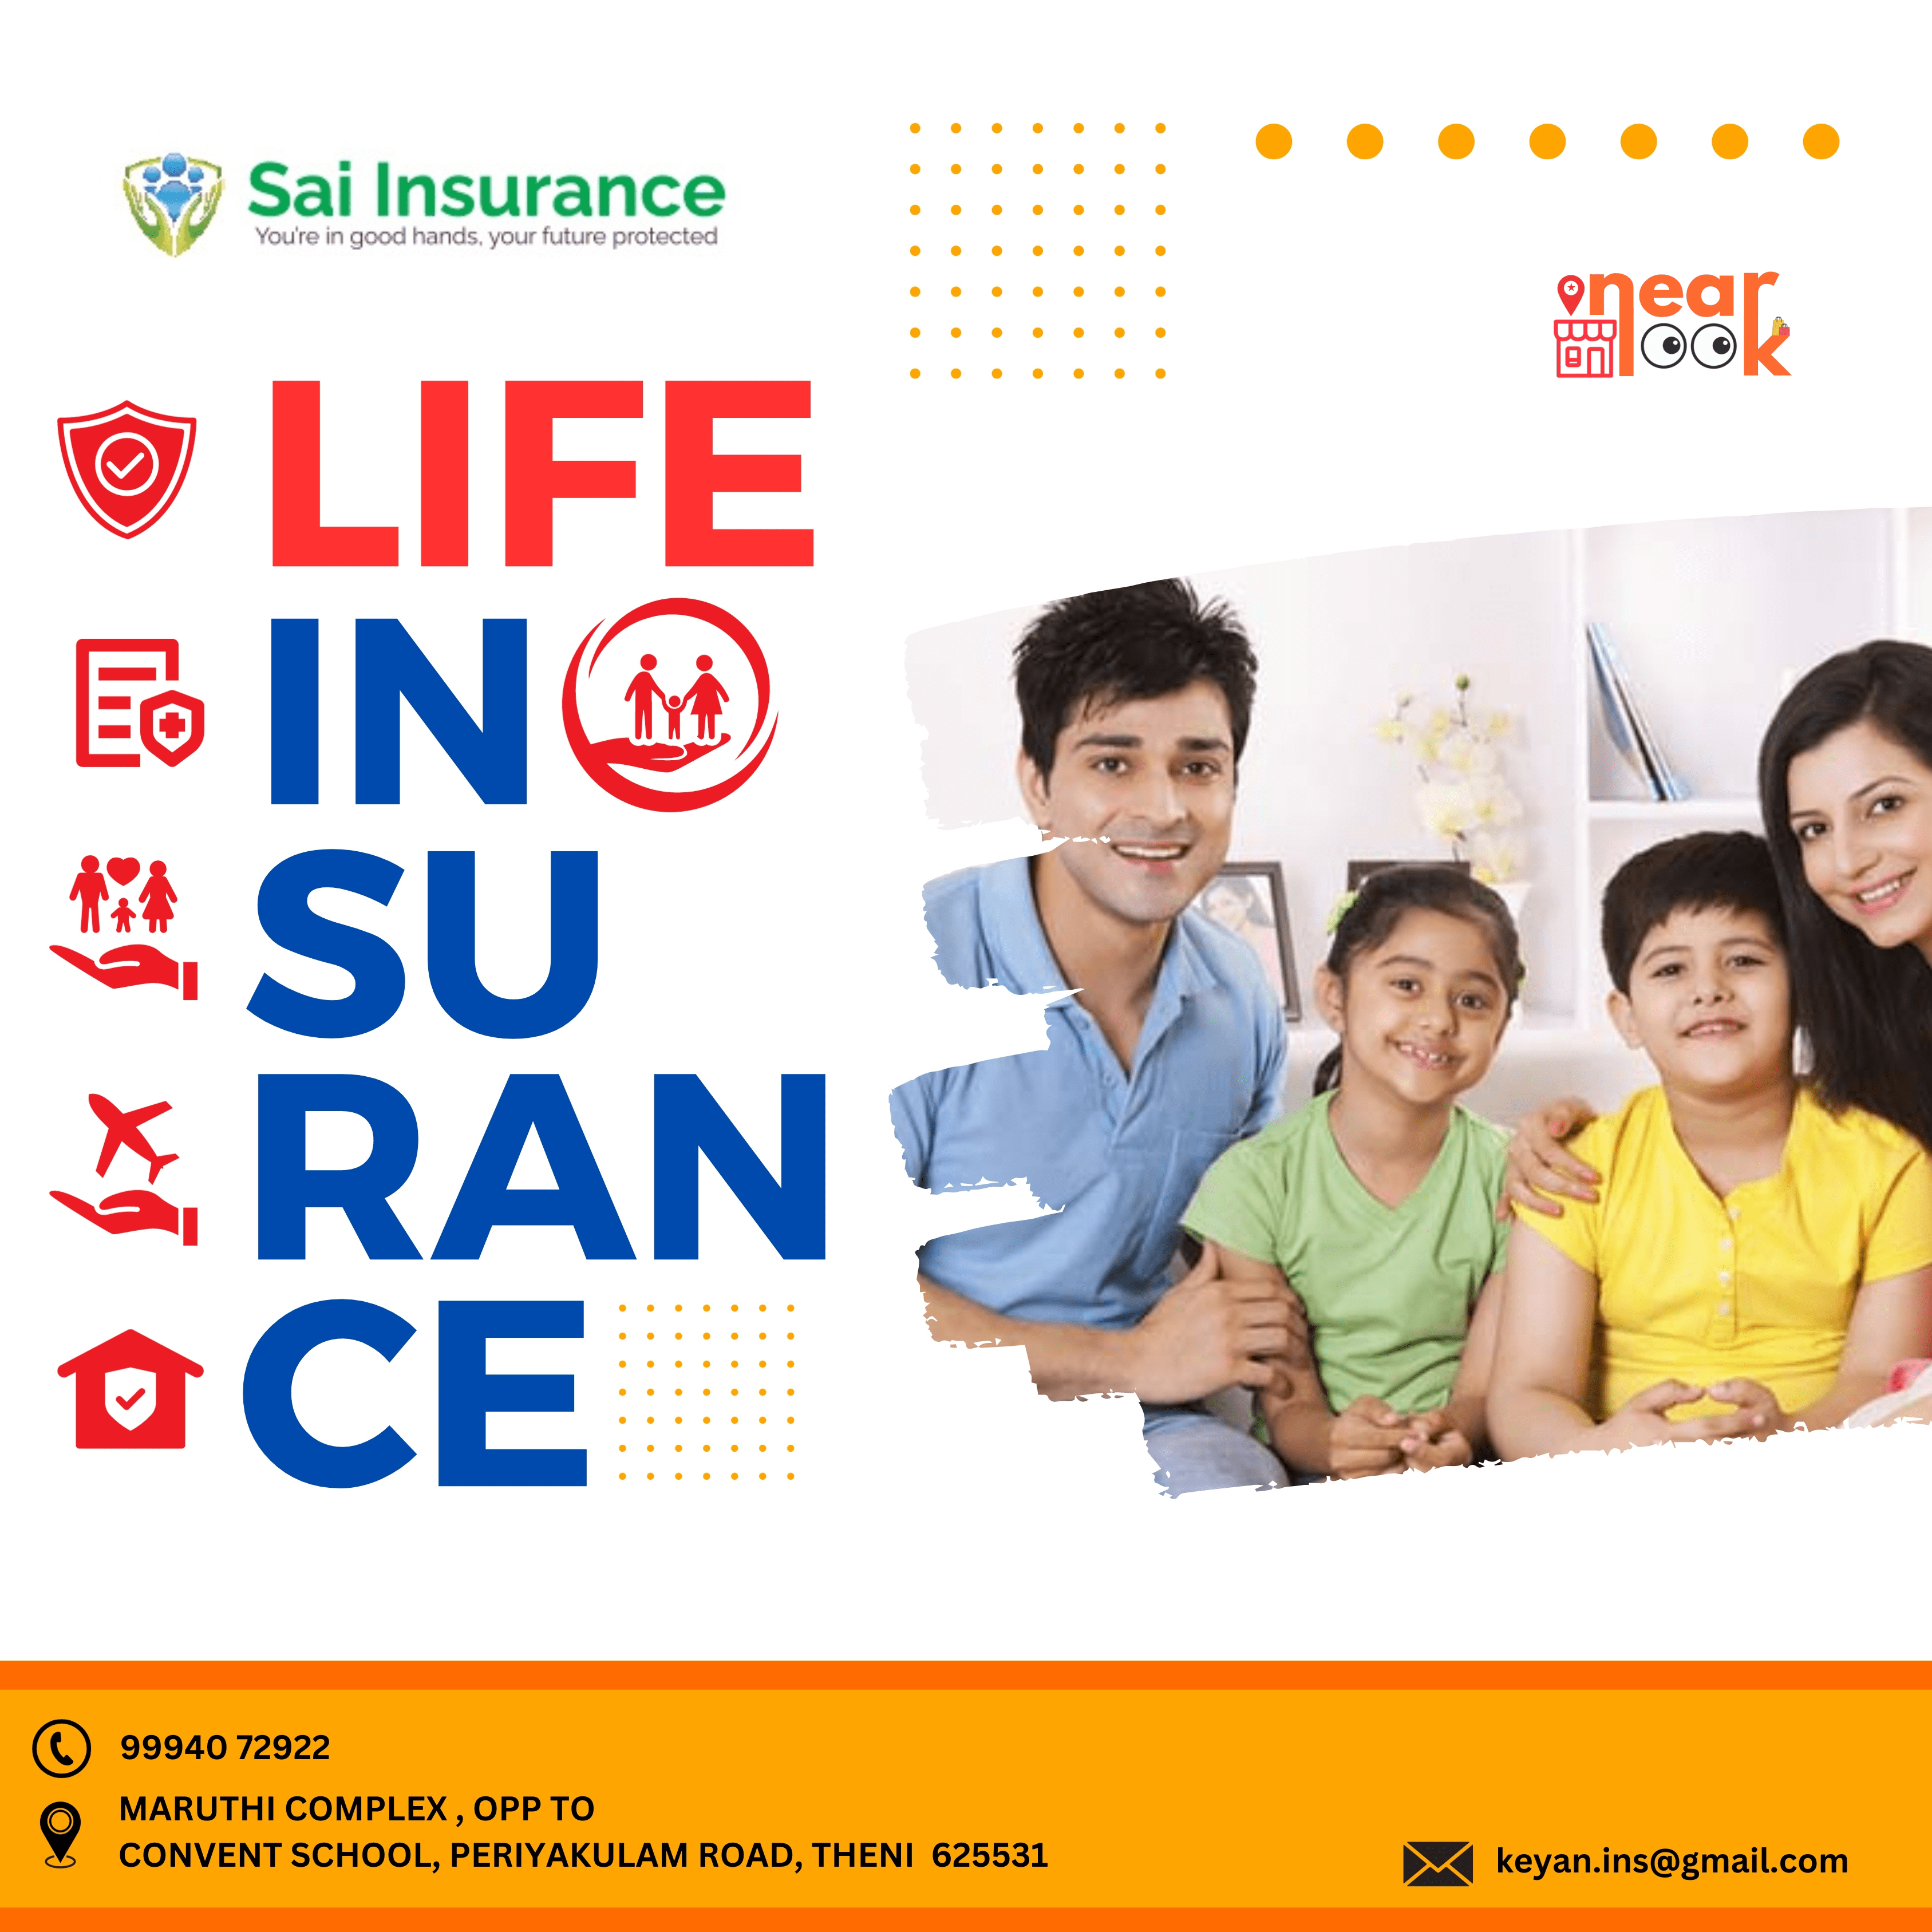 Sai Insurance
You're in good hands, your future protected
near
look
LIFE
IN
SU
RAN
CE
99940 72922
MARUTHI COMPLEX , OPP TO
CONVENT SCHOOL, PERIYAKULAM ROAD, THENI 625531
keyan.ins@gmail.com